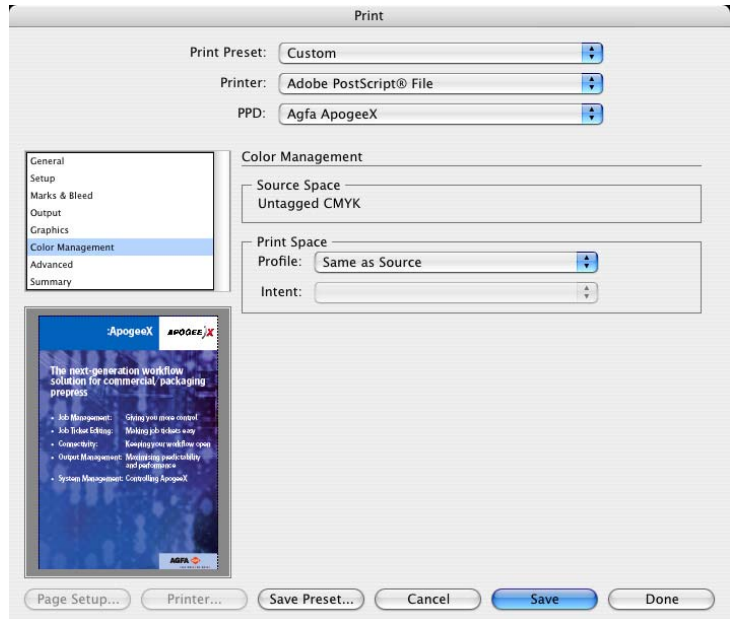 Print
Print Preset: Custom
Printer: Adobe PostScript® File
PPD: Agfa ApogeeX
General
Setup
Marks & Bleed
Output
Graphics
Color Management
Advanced
Summary
Color Management
Source Space
Untagged CMYK
Print Space
Profile: Same as Source
Intent:
:ApogeeX APOGEE X
The next-generation workflow
solution for commercial/packaging
prepress
• Job Management: Giving you more control
• Job Ticket Editing: Making job tickets easy
• Connectivity: Keeping your workflow open
• Output Management: Maximizing predictability
and performance
• System Management: Controlling ApogeeX
AGFA
Page Setup... Printer... Save Preset... Cancel Save Done